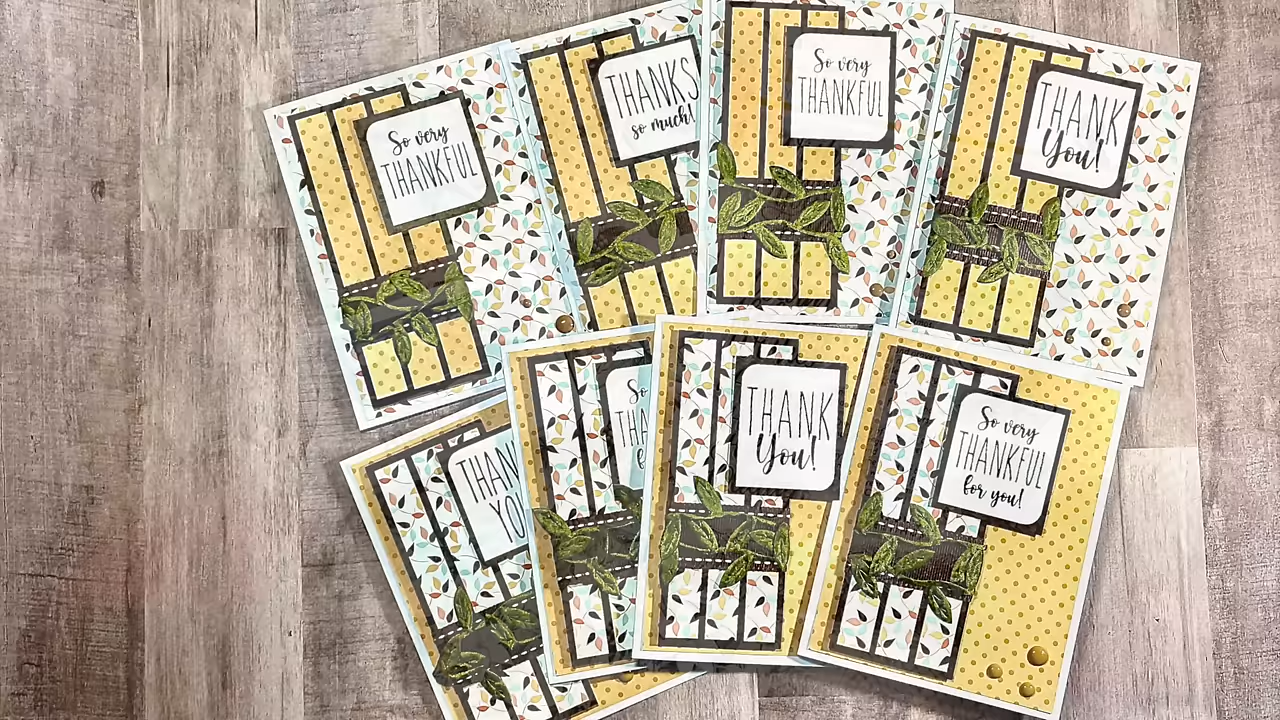 So very
THANKFUL
THANKS
so much!
So very
THANKFUL
THANK
You!
THANK
You!
So very
THANKFUL
for you!